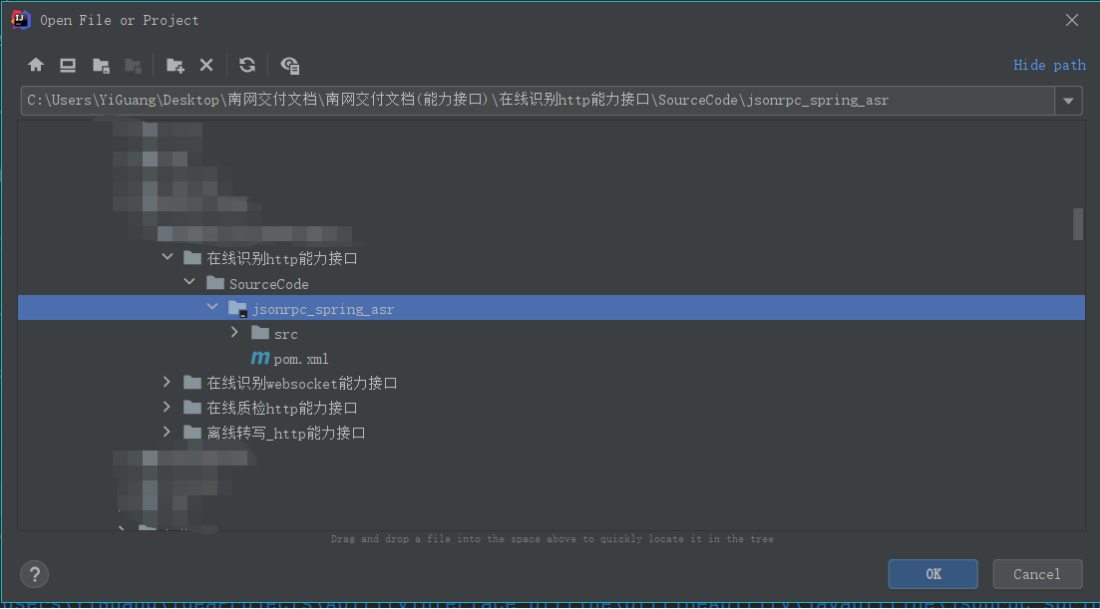 Open File or Project
Hide path
C:\Users\YiGuang\Desktop\南网交付文档\南网交付文档(能力接口)\在线识别http能力接口\SourceCode\jsonrpc_spring_asr
在线识别http能力接口
SourceCode
jsonrpc_spring_asr
src
m pom.xml
在线识别websocket能力接口
在线质检http能力接口
离线转写_http能力接口
Drag and drop a file into the space above to quickly locate it in the tree
? OK Cancel